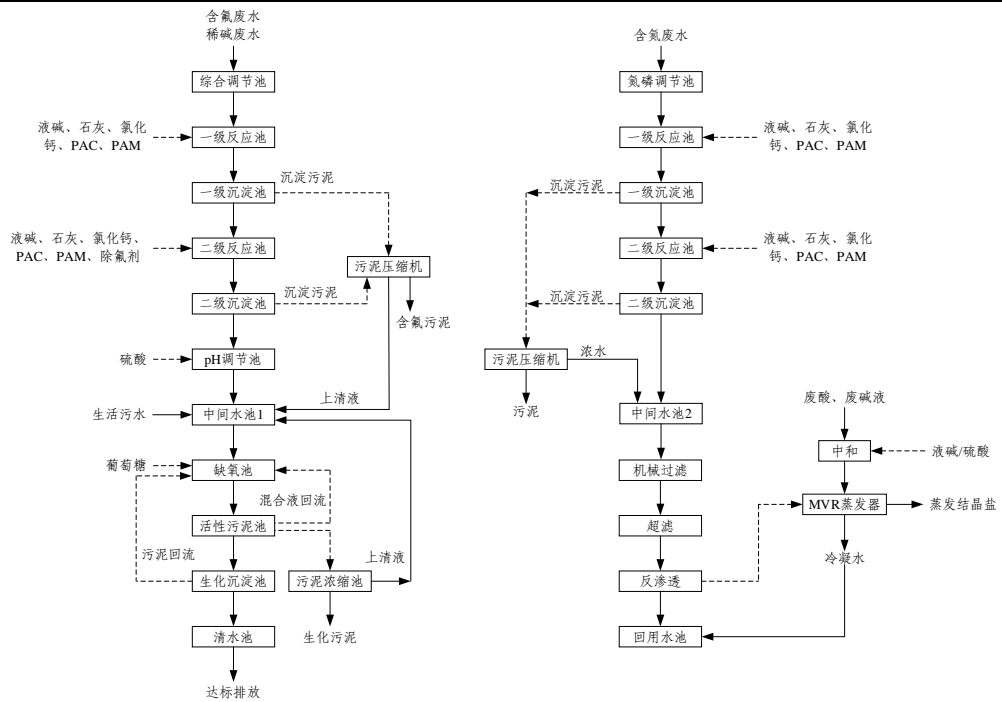 含氟废水
稀碱废水
综合调节池
液碱、石灰、氯化
钙、PAC、PAM
一级反应池
沉淀污泥
一级沉淀池
液碱、石灰、氯化钙、
PAC、PAM、除氟剂
二级反应池
污泥压缩机
沉淀污泥
二级沉淀池
含氟污泥
硫酸
pH调节池
上清液
生活污水
中间水池1
葡萄糖
缺氧池
混合液回流
活性污泥池
污泥回流
上清液
生化沉淀池
污泥浓缩池
清水池
生化污泥
达标排放
含氮废水
氮磷调节池
一级反应池
液碱、石灰、氯化
钙、PAC、PAM
沉淀污泥
一级沉淀池
二级反应池
液碱、石灰、氯化
钙、PAC、PAM
沉淀污泥
二级沉淀池
污泥压缩机
浓水
污泥
中间水池2
机械过滤
超滤
反渗透
回用水池
废酸、废碱液
中和
液碱/硫酸
MVR蒸发器
蒸发结晶盐
冷凝水